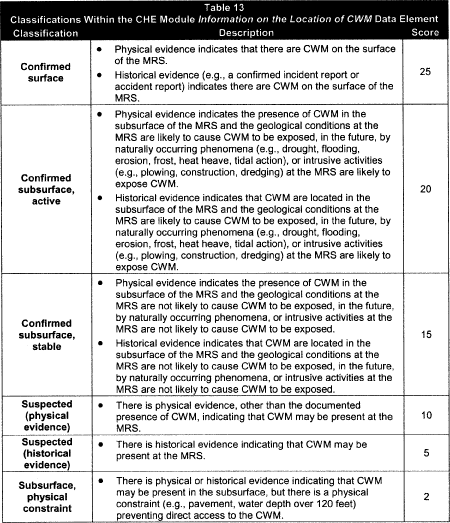 Table 13
Classifications Within the CHE Module Information on the Location of CWM Data Element
Classification Description Score
Confirmed surface
• Physical evidence indicates that there are CWM on the surface
of the MRS.
• Historical evidence (e.g., a confirmed incident report or
accident report) indicates there are CWM on the surface of the
MRS.
25
Confirmed
subsurface,
active
• Physical evidence indicates the presence of CWM in the
subsurface of the MRS and the geological conditions at the
MRS are likely to cause CWM to be exposed, in the future, by
naturally occurring phenomena (e.g., drought, flooding,
erosion, frost, heat heave, tidal action), or intrusive activities
(e.g., plowing, construction, dredging) at the MRS are likely to
expose CWM.
• Historical evidence indicates that CWM are located in the
subsurface of the MRS and the geological conditions at the
MRS are likely to cause CWM to be exposed, in the future, by
naturally occurring phenomena (e.g., drought, flooding,
erosion, frost, heat heave, tidal action), or intrusive activities
(e.g., plowing, construction, dredging) at the MRS are likely to
expose CWM.
20
Confirmed
subsurface,
stable
• Physical evidence indicates the presence of CWM in the
subsurface of the MRS and the geological conditions at the
MRS are not likely to cause CWM to be exposed, in the future,
by naturally occurring phenomena, or intrusive activities at the
MRS are not likely to cause CWM to be exposed.
• Historical evidence indicates that CWM are located in the
subsurface of the MRS and the geological conditions at the
MRS are not likely to cause CWM to be exposed, in the future,
by naturally occurring phenomena, or intrusive activities at the
MRS are not likely to cause CWM to be exposed.
15
Suspected
(physical
evidence)
• There is physical evidence, other than the documented
presence of CWM, indicating that CWM may be present at the
MRS.
10
Suspected
(historical
evidence)
• There is historical evidence indicating that CWM may be
present at the MRS.
5
Subsurface,
physical
constraint
• There is physical or historical evidence indicating that CWM
may be present in the subsurface, but there is a physical
constraint (e.g., pavement, water depth over 120 feet)
preventing direct access to the CWM.
2